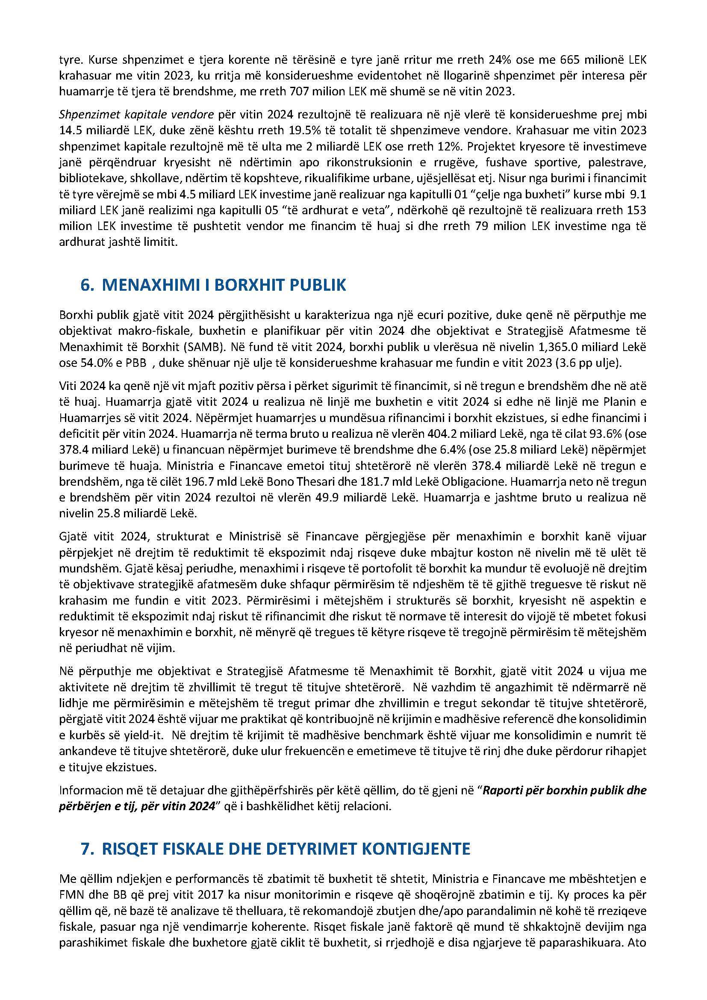 tyre. Kurse shpenzimet e tjera korente në tërësinë e tyre janë rritur me rreth 24% ose me 665 milionë LEK
krahasuar me vitin 2023, ku rritja më konsiderueshme evidentohet në llogarinë shpenzimet për interesa për
huamarrje të tjera të brendshme, me rreth 707 milion LEK më shumë se në vitin 2023.
Shpenzimet kapitale vendore për vitin 2024 rezultojnë të realizuara në një vlerë të konsiderueshme prej mbi
14.5 miliardë LEK, duke zënë kështu rreth 19.5% të totalit të shpenzimeve vendore. Krahasuar me vitin 2023
shpenzimet kapitale rezultojnë më të ulta me 2 miliardë LEK ose rreth 12%. Projektet kryesore të investimeve
janë përqëndruar kryesisht në ndërtimin apo rikonstruksionin e rrugëve, fushave sportive, palestrave,
bibliotekave, shkollave, ndërtim të kopshteve, rikualifikime urbane, ujësjellësat etj. Nisur nga burimi i financimit
të tyre vërejmë se mbi 4.5 miliard LEK investime janë realizuar nga kapitulli 01 “çelje nga buxheti” kurse mbi 9.1
miliard LEK janë realizimi nga kapitulli 05 “të ardhurat e veta”, ndërkohë që rezultojnë të realizuara rreth 153
milion LEK investime të pushtetit vendor me financim të huaj si dhe rreth 79 milion LEK investime nga të
ardhurat jashtë limitit.
6. MENAXHIMI I BORXHIT PUBLIK
Borxhi publik gjatë vitit 2024 përgjithësisht u karakterizua nga një ecuri pozitive, duke qenë në përputhje me
objektivat makro-fiskale, buxhetin e planifikuar për vitin 2024 dhe objektivat e Strategjisë Afatmesme të
Menaxhimit të Borxhit (SAMB). Në fund të vitit 2024, borxhi publik u vlerësua në nivelin 1,365.0 miliard Lekë
ose 54.0% e PBB , duke shënuar një ulje të konsiderueshme krahasuar me fundin e vitit 2023 (3.6 pp ulje).
Viti 2024 ka qenë një vit mjaft pozitiv përsa i përket sigurimit të financimit, si në tregun e brendshëm dhe në atë
të huaj. Huamarrja gjatë vitit 2024 u realizua në linjë me buxhetin e vitit 2024 si edhe në linjë me Planin e
Huamarrjes së vitit 2024. Nëpërmjet huamarrjes u mundësua rifinancimi i borxhit ekzistues, si edhe financimi i
deficitit për vitin 2024. Huamarrja në terma bruto u realizua në vlerën 404.2 miliard Lekë, nga të cilat 93.6% (ose
378.4 miliard Lekë) u financuan nëpërmjet burimeve të brendshme dhe 6.4% (ose 25.8 miliard Lekë) nëpërmjet
burimeve të huaja. Ministria e Financave emetoi tituj shtetërorë në vlerën 378.4 miliardë Lekë në tregun e
brendshëm, nga të cilët 196.7 mld Lekë Bono Thesari dhe 181.7 mld Lekë Obligacione. Huamarrja neto në tregun
e brendshëm për vitin 2024 rezultoi në vlerën 49.9 miliardë Lekë. Huamarrja e jashtme bruto u realizua në
nivelin 25.8 miliardë Lekë.
Gjatë vitit 2024, strukturat e Ministrisë së Financave përgjegjëse për menaxhimin e borxhit kanë vijuar
përpjekjet në drejtim të reduktimit të ekspozimit ndaj risqeve duke mbajtur koston në nivelin më të ulët të
mundshëm. Gjatë kësaj periudhe, menaxhimi i risqeve të portofolit të borxhit ka mundur të evoluojë në drejtim
të objektivave strategjikë afatmesëm duke shfaqur përmirësim të ndjeshëm të të gjithë treguesve të riskut në
krahasim me fundin e vitit 2023. Përmirësimi i mëtejshëm i strukturës së borxhit, kryesisht në aspektin e
reduktimit të ekspozimit ndaj riskut të rifinancimit dhe riskut të normave të interesit do vijojë të mbetet fokusi
kryesor në menaxhimin e borxhit, në mënyrë që tregues të këtyre risqeve të tregojnë përmirësim të mëtejshëm
në periudhat në vijim.
Në përputhje me objektivat e Strategjisë Afatmesme të Menaxhimit të Borxhit, gjatë vitit 2024 u vijua me
aktivitete në drejtim të zhvillimit të tregut të titujve shtetërorë. Në vazhdim të angazhimit të ndërmarrë në
lidhje me përmirësimin e mëtejshëm të tregut primar dhe zhvillimin e tregut sekondar të titujve shtetërorë,
përgjatë vitit 2024 është vijuar me praktikat që kontribuojnë në krijimin e madhësive referencë dhe konsolidimin
e kurbës së yield-it. Në drejtim të krijimit të madhësive benchmark është vijuar me konsolidimin e numrit të
ankandeve të titujve shtetërorë, duke ulur frekuencën e emetimeve të titujve të rinj dhe duke përdorur rihapjet
e titujve ekzistues.
Informacion më të detajuar dhe gjithëpërfshirës për këtë qëllim, do të gjeni në “Raporti për borxhin publik dhe
përbërjen e tij, për vitin 2024” që i bashkëlidhet këtij relacioni.
7. RISQET FISKALE DHE DETYRIMET KONTIGJENTE
Me qëllim ndjekjen e performancës të zbatimit të buxhetit të shtetit, Ministria e Financave me mbështetjen e
FMN dhe BB që prej vitit 2017 ka nisur monitorimin e risqeve që shoqërojnë zbatimin e tij. Ky proces ka për
qëllim që, në bazë të analizave të thelluara, të rekomandojë zbutjen dhe/apo parandalimin në kohë të rreziqeve
fiskale, pasuar nga një vendimarrje koherente. Risqet fiskale janë faktorë që mund të shkaktojnë devijim nga
parashikimet fiskale dhe buxhetore gjatë ciklit të buxhetit, si rrjedhojë e disa ngjarjeve të paparashikuara. Ato